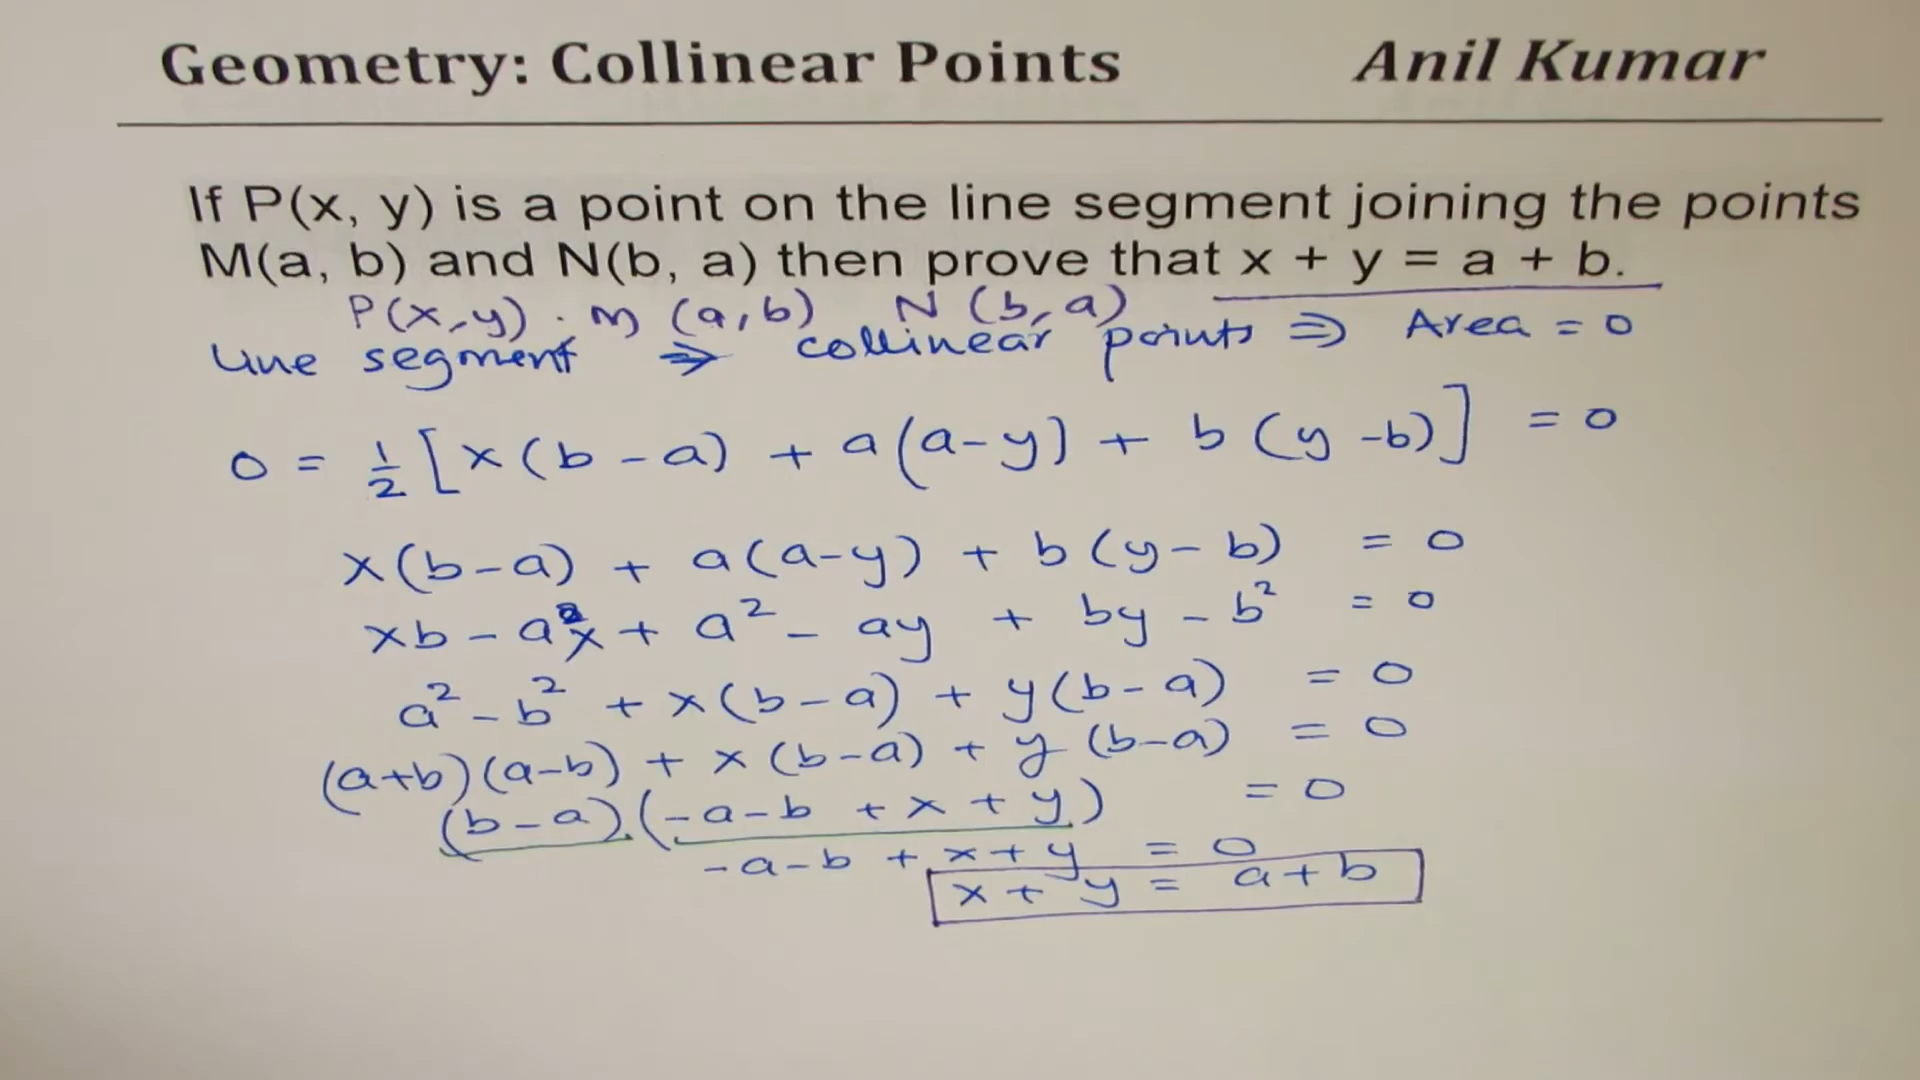 Geometry: Collinear Points Anil Kumar
If P(x, y) is a point on the line segment joining the points
M(a, b) and N(b, a) then prove that x + y = a + b.
P(x,y) . M (a,b) N (b,a)
Line segment ⇒ collinear points ⇒ Area = 0
0 = 1/2 [x(b - a) + a(a-y) + b(y-b)] = 0
x(b-a) + a(a-y) + b(y-b) = 0
xb - ax + a² - ay + by - b² = 0
a² - b² + x(b-a) + y(b-a) = 0
(a+b)(a-b) + x(b-a) + y(b-a) = 0
(b-a).(-a-b + x + y) = 0
-a-b + x+y = 0
x + y = a+b